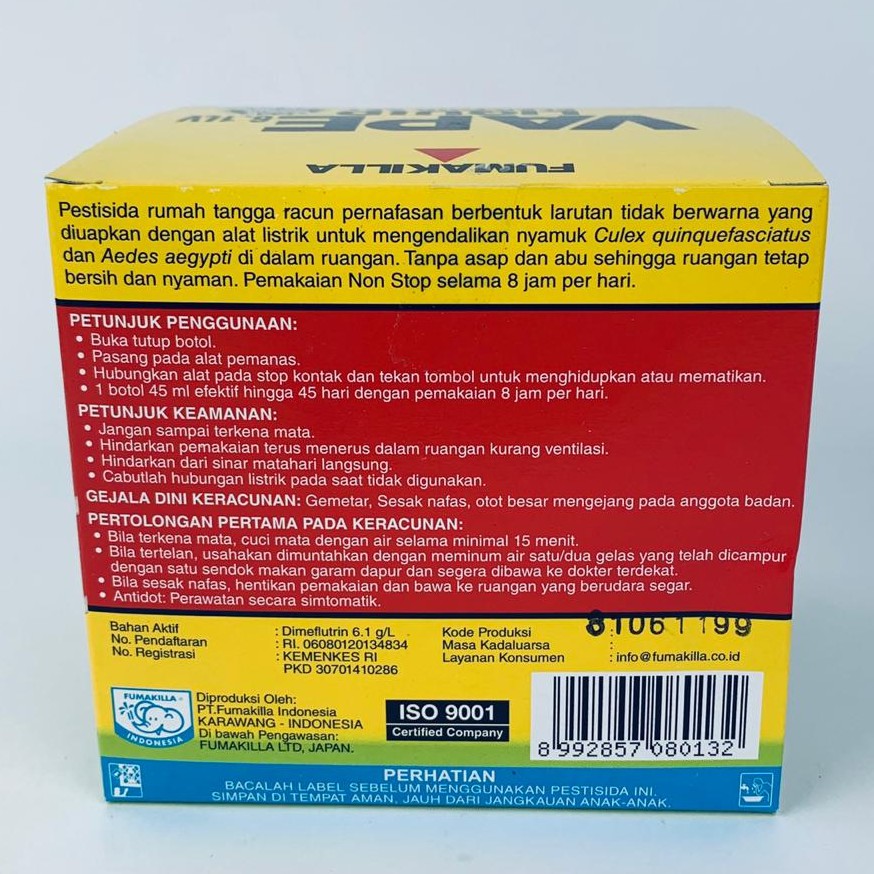 VAPE
FUMAKILLA
Pestisida rumah tangga racun pernafasan berbentuk larutan tidak berwarna yang
diuapkan dengan alat listrik untuk mengendalikan nyamuk Culex quinquefasciatus
dan Aedes aegypti di dalam ruangan. Tanpa asap dan abu sehingga ruangan tetap
bersih dan nyaman. Pemakaian Non Stop selama 8 jam per hari.
PETUNJUK PENGGUNAAN:
• Buka tutup botol.
• Pasang pada alat pemanas.
• Hubungkan alat pada stop kontak dan tekan tombol untuk menghidupkan atau mematikan.
• 1 botol 45 ml efektif hingga 45 hari dengan pemakaian 8 jam per hari.
PETUNJUK KEAMANAN:
• Jangan sampai terkena mata.
• Hindarkan pemakaian terus menerus dalam ruangan kurang ventilasi.
• Hindarkan dari sinar matahari langsung.
• Cabutlah hubungan listrik pada saat tidak digunakan.
GEJALA DINI KERACUNAN: Gemetar, Sesak nafas, otot besar mengejang pada anggota badan.
PERTOLONGAN PERTAMA PADA KERACUNAN:
• Bila terkena mata, cuci mata dengan air selama minimal 15 menit.
• Bila tertelan, usahakan dimuntahkan dengan meminum air satu/dua gelas yang telah dicampur
dengan satu sendok makan garam dapur dan segera dibawa ke dokter terdekat.
• Bila sesak nafas, hentikan pemakaian dan bawa ke ruangan yang berudara segar.
• Antidot: Perawatan secara simtomatik.
Bahan Aktif : Dimeflutrin 6.1 g/L
No. Pendaftaran : RI. 06080120134834
No. Registrasi : KEMENKES RI
PKD 30701410286
Kode Produksi : 81061199
Masa Kadaluarsa :
Layanan Konsumen : info@fumakilla.co.id
FUMAKILLA
INDONESIA
Diproduksi Oleh:
PT.Fumakilla Indonesia
KARAWANG - INDONESIA
Di bawah Pengawasan:
FUMAKILLA LTD, JAPAN.
ISO 9001
Certified Company
8 992857 080132
PERHATIAN
BACALAH LABEL SEBELUM MENGGUNAKAN PESTISIDA INI.
SIMPAN DI TEMPAT AMAN, JAUH DARI JANGKAUAN ANAK-ANAK.